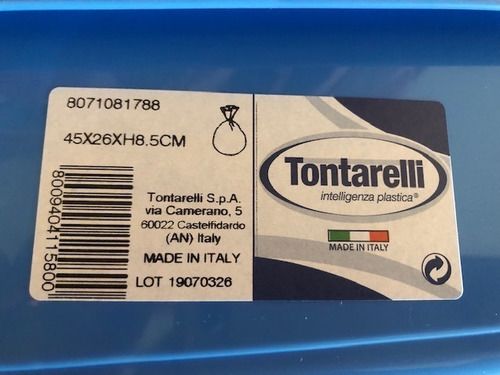 8071081788
45X26XH8.5CM
8009404115800
Tontarelli S.p.A.
via Camerano, 5
60022 Castelfidardo
(AN) Italy
MADE IN ITALY
LOT 19070326
Tontarelli
intelligenza plastica®
MADE IN ITALY